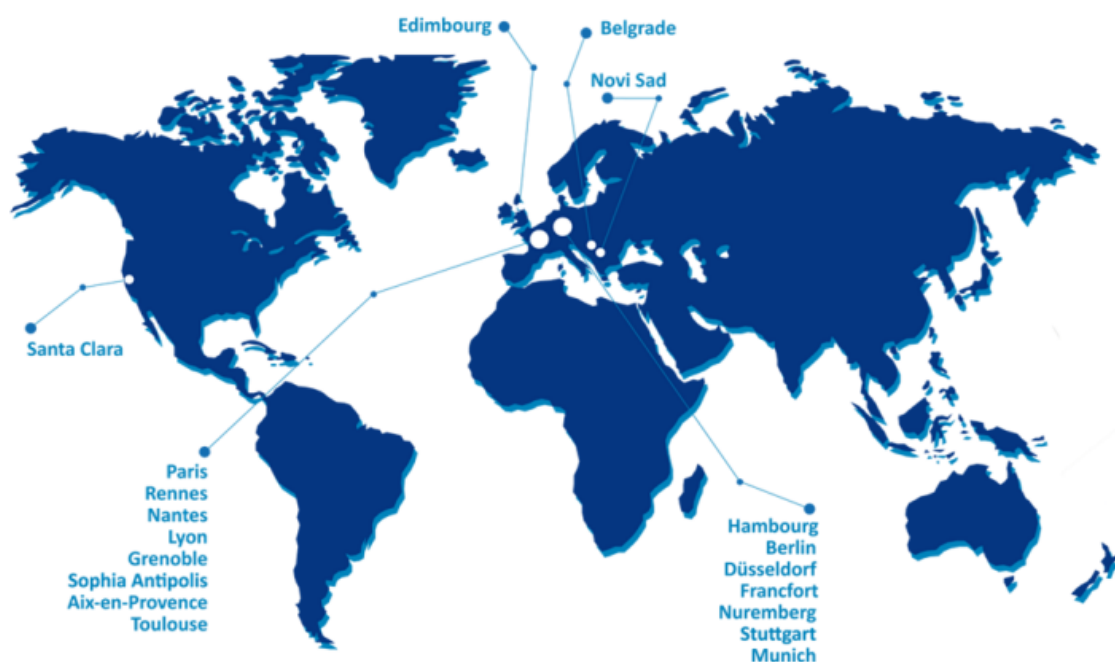 Edimbourg
Belgrade
Novi Sad
Santa Clara
Paris
Rennes
Nantes
Lyon
Grenoble
Sophia Antipolis
Aix-en-Provence
Toulouse
Hambourg
Berlin
Düsseldorf
Francfort
Nuremberg
Stuttgart
Munich